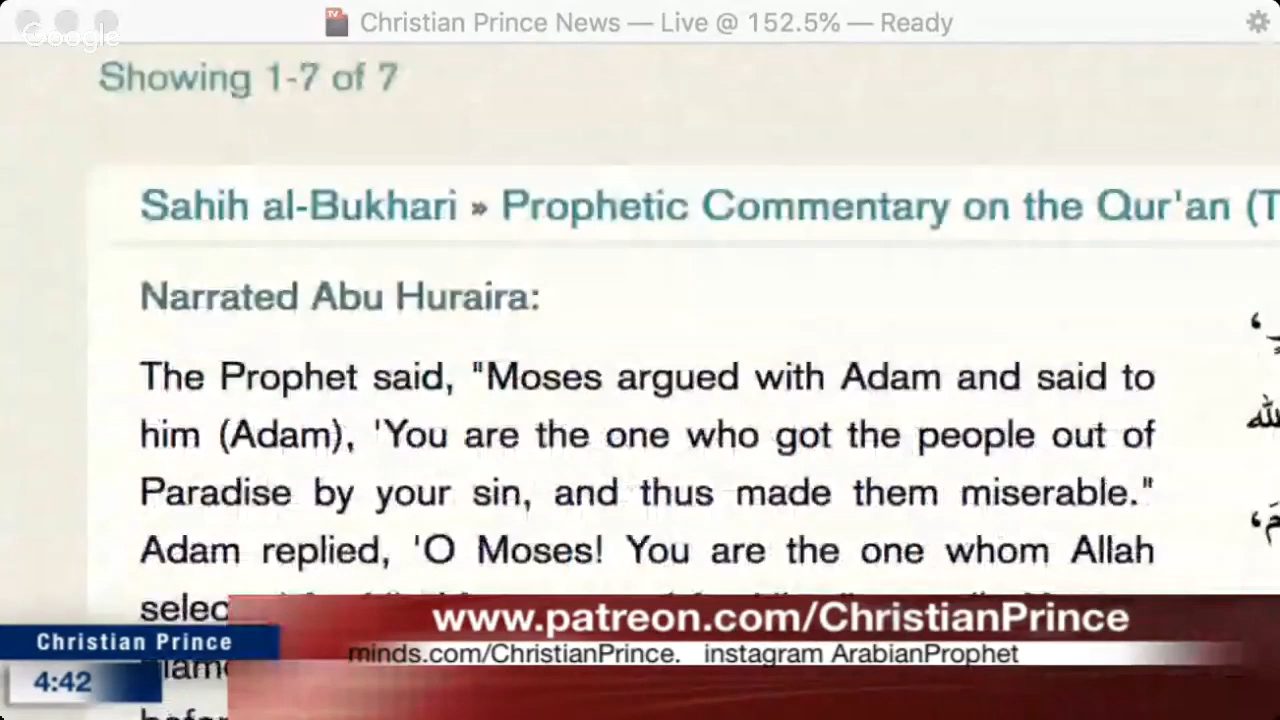 Christian Prince News — Live @ 152.5% — Ready
Google
Showing 1-7 of 7
Sahih al-Bukhari » Prophetic Commentary on the Qur'an (T
Narrated Abu Huraira:
The Prophet said, "Moses argued with Adam and said to
him (Adam), 'You are the one who got the people out of
Paradise by your sin, and thus made them miserable."
Adam replied, 'O Moses! You are the one whom Allah
selec
www.patreon.com/ChristianPrince
Christian Prince
minds.com/ChristianPrince. instagram ArabianProphet
4:42